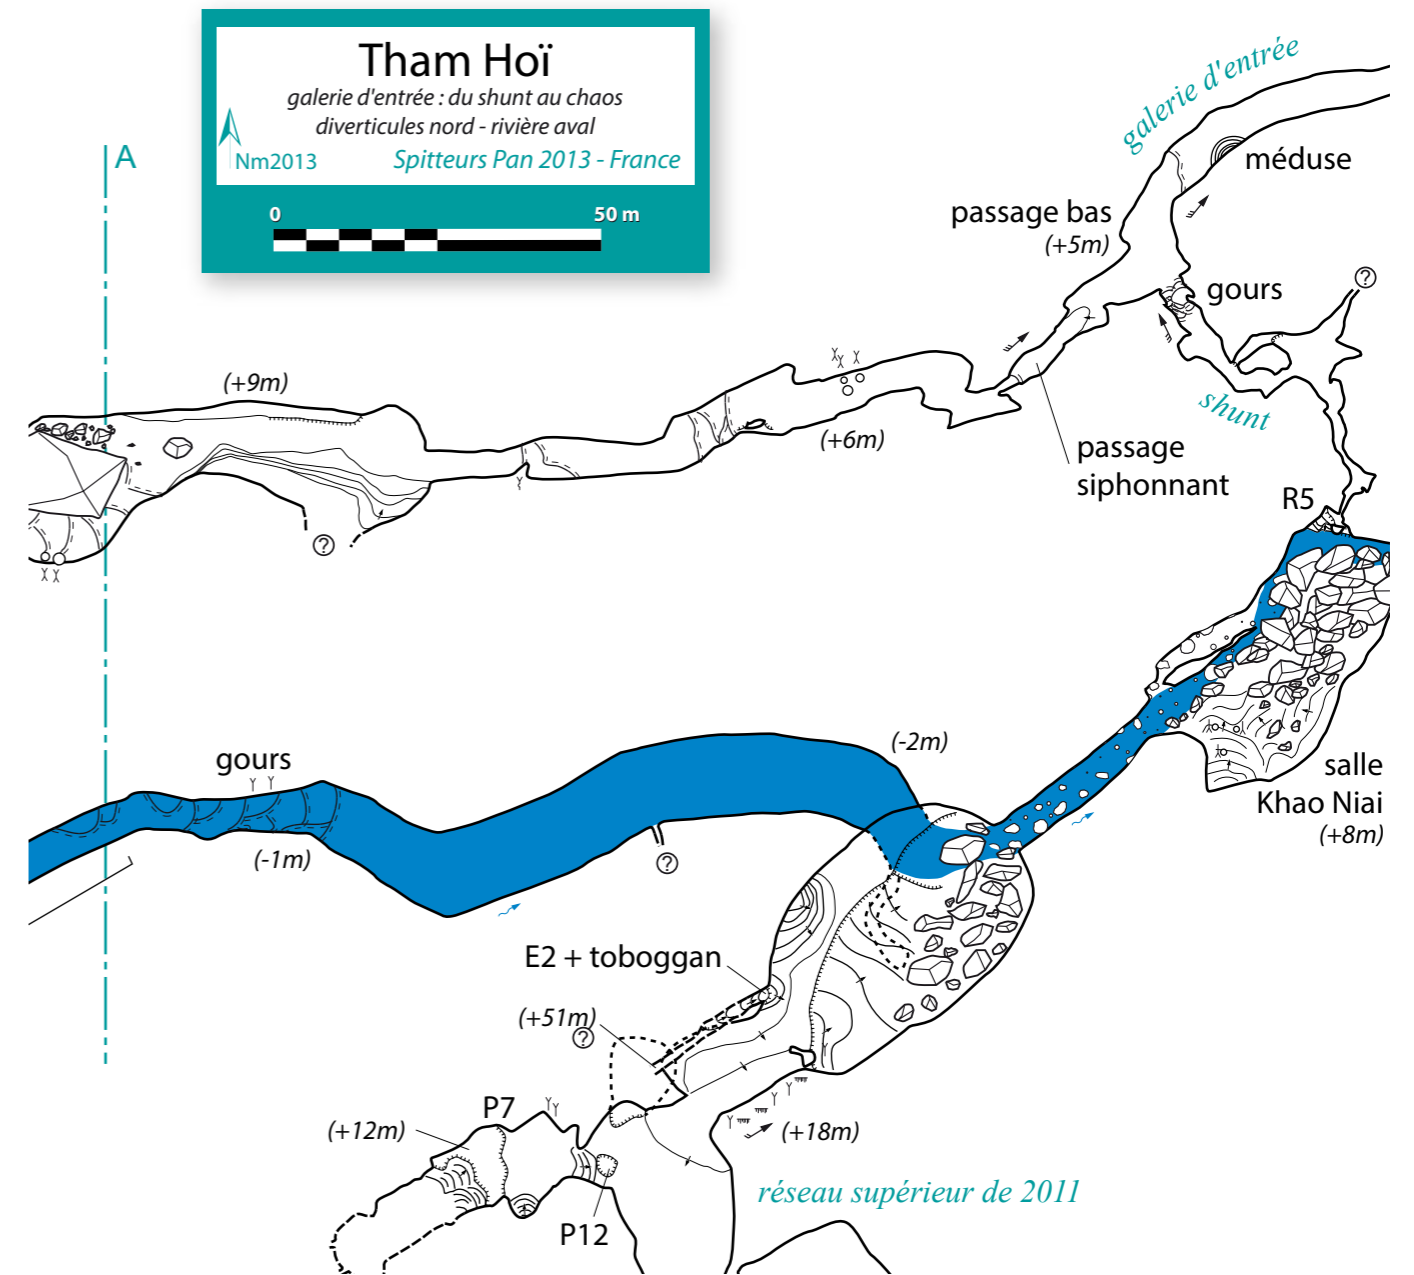 Tham Hoï
galerie d'entrée : du shunt au chaos
diverticules nord - rivière aval
Nm2013
Spitteurs Pan 2013 - France
0
50 m
A
galerie d'entrée
méduse
passage bas
(+5m)
gours
?
shunt
(+9m)
(+6m)
passage
siphonnant
R5
?
gours
(-1m)
(-2m)
?
salle
Khao Niai
(+8m)
E2 + toboggan
(+51m)
?
P7
(+12m)
(+18m)
P12
réseau supérieur de 2011